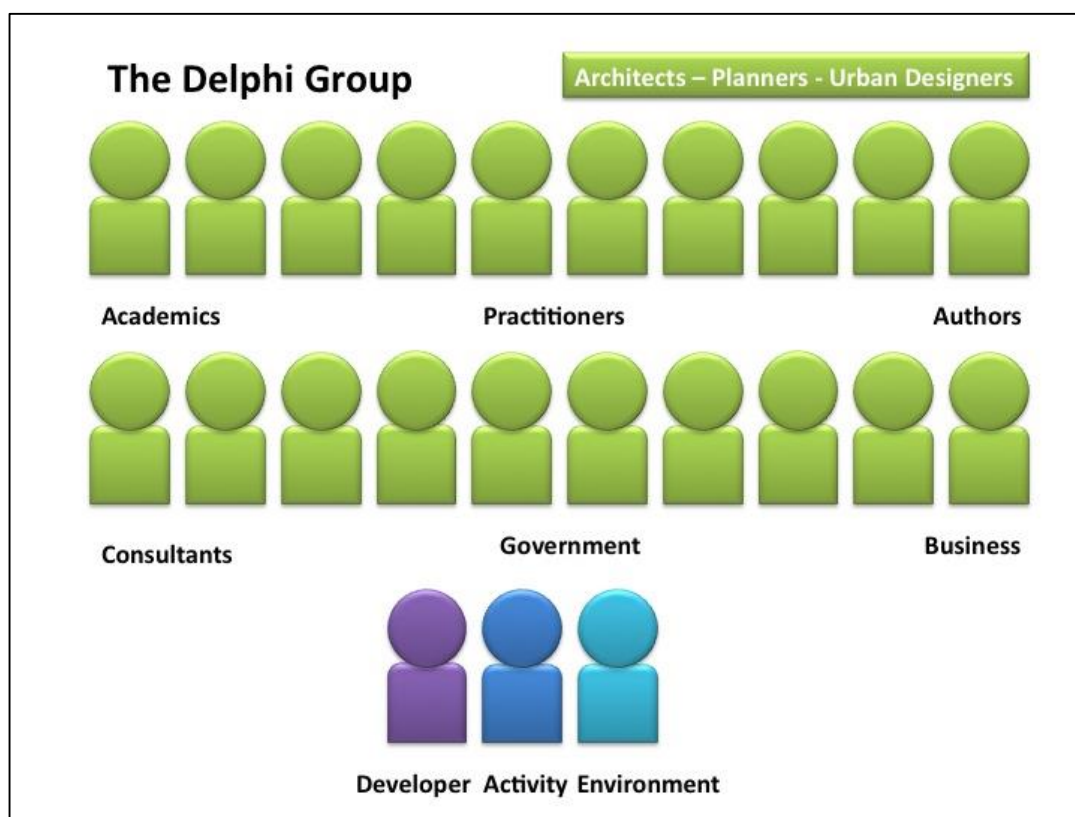 The Delphi Group
Architects – Planners - Urban Designers
Academics
Practitioners
Authors
Consultants
Government
Business
Developer
Activity
Environment